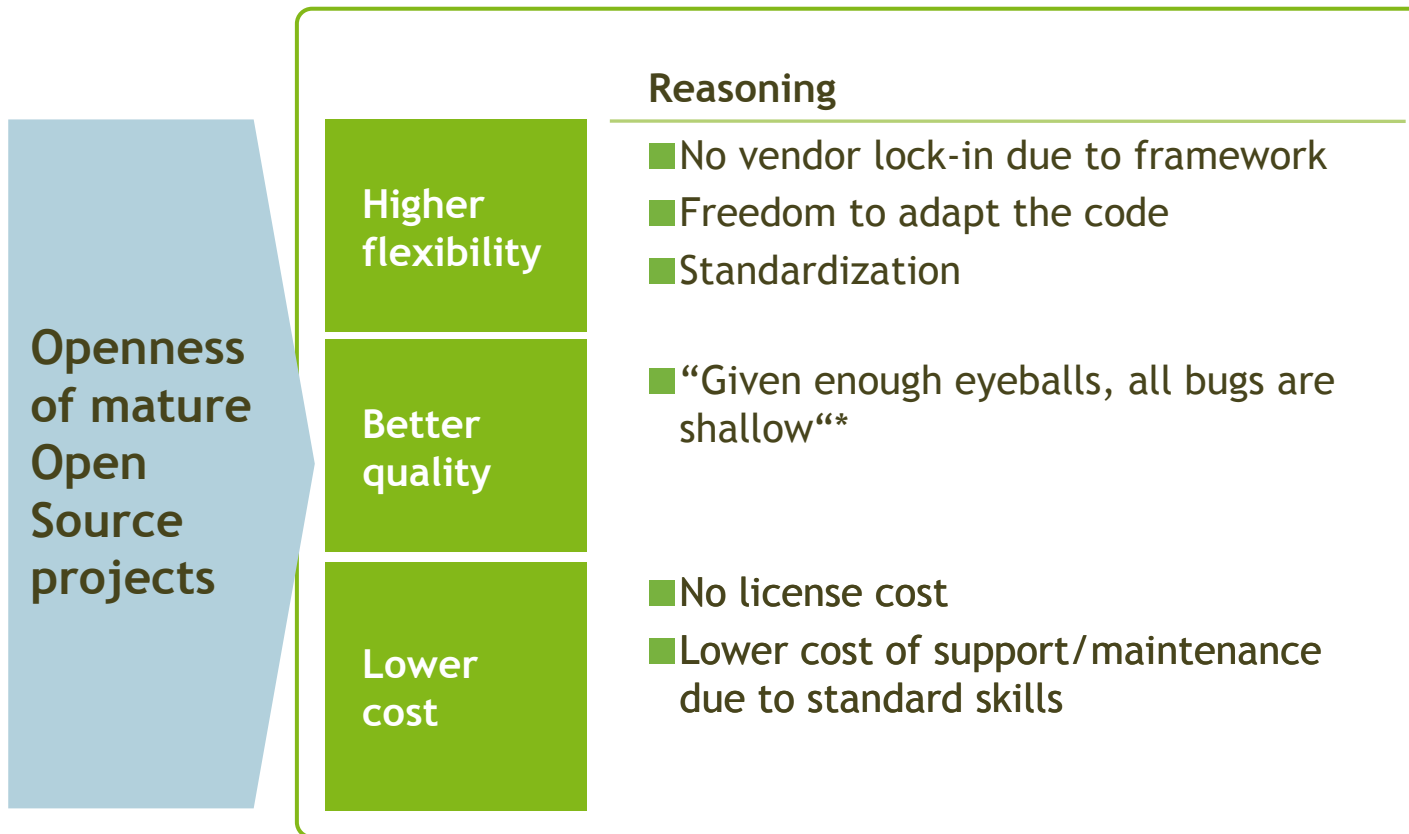 Reasoning
Openness
of mature
Open
Source
projects
Higher
flexibility
No vendor lock-in due to framework
Freedom to adapt the code
Standardization
Better
quality
“Given enough eyeballs, all bugs are
shallow“*
Lower
cost
No license cost
Lower cost of support/maintenance
due to standard skills